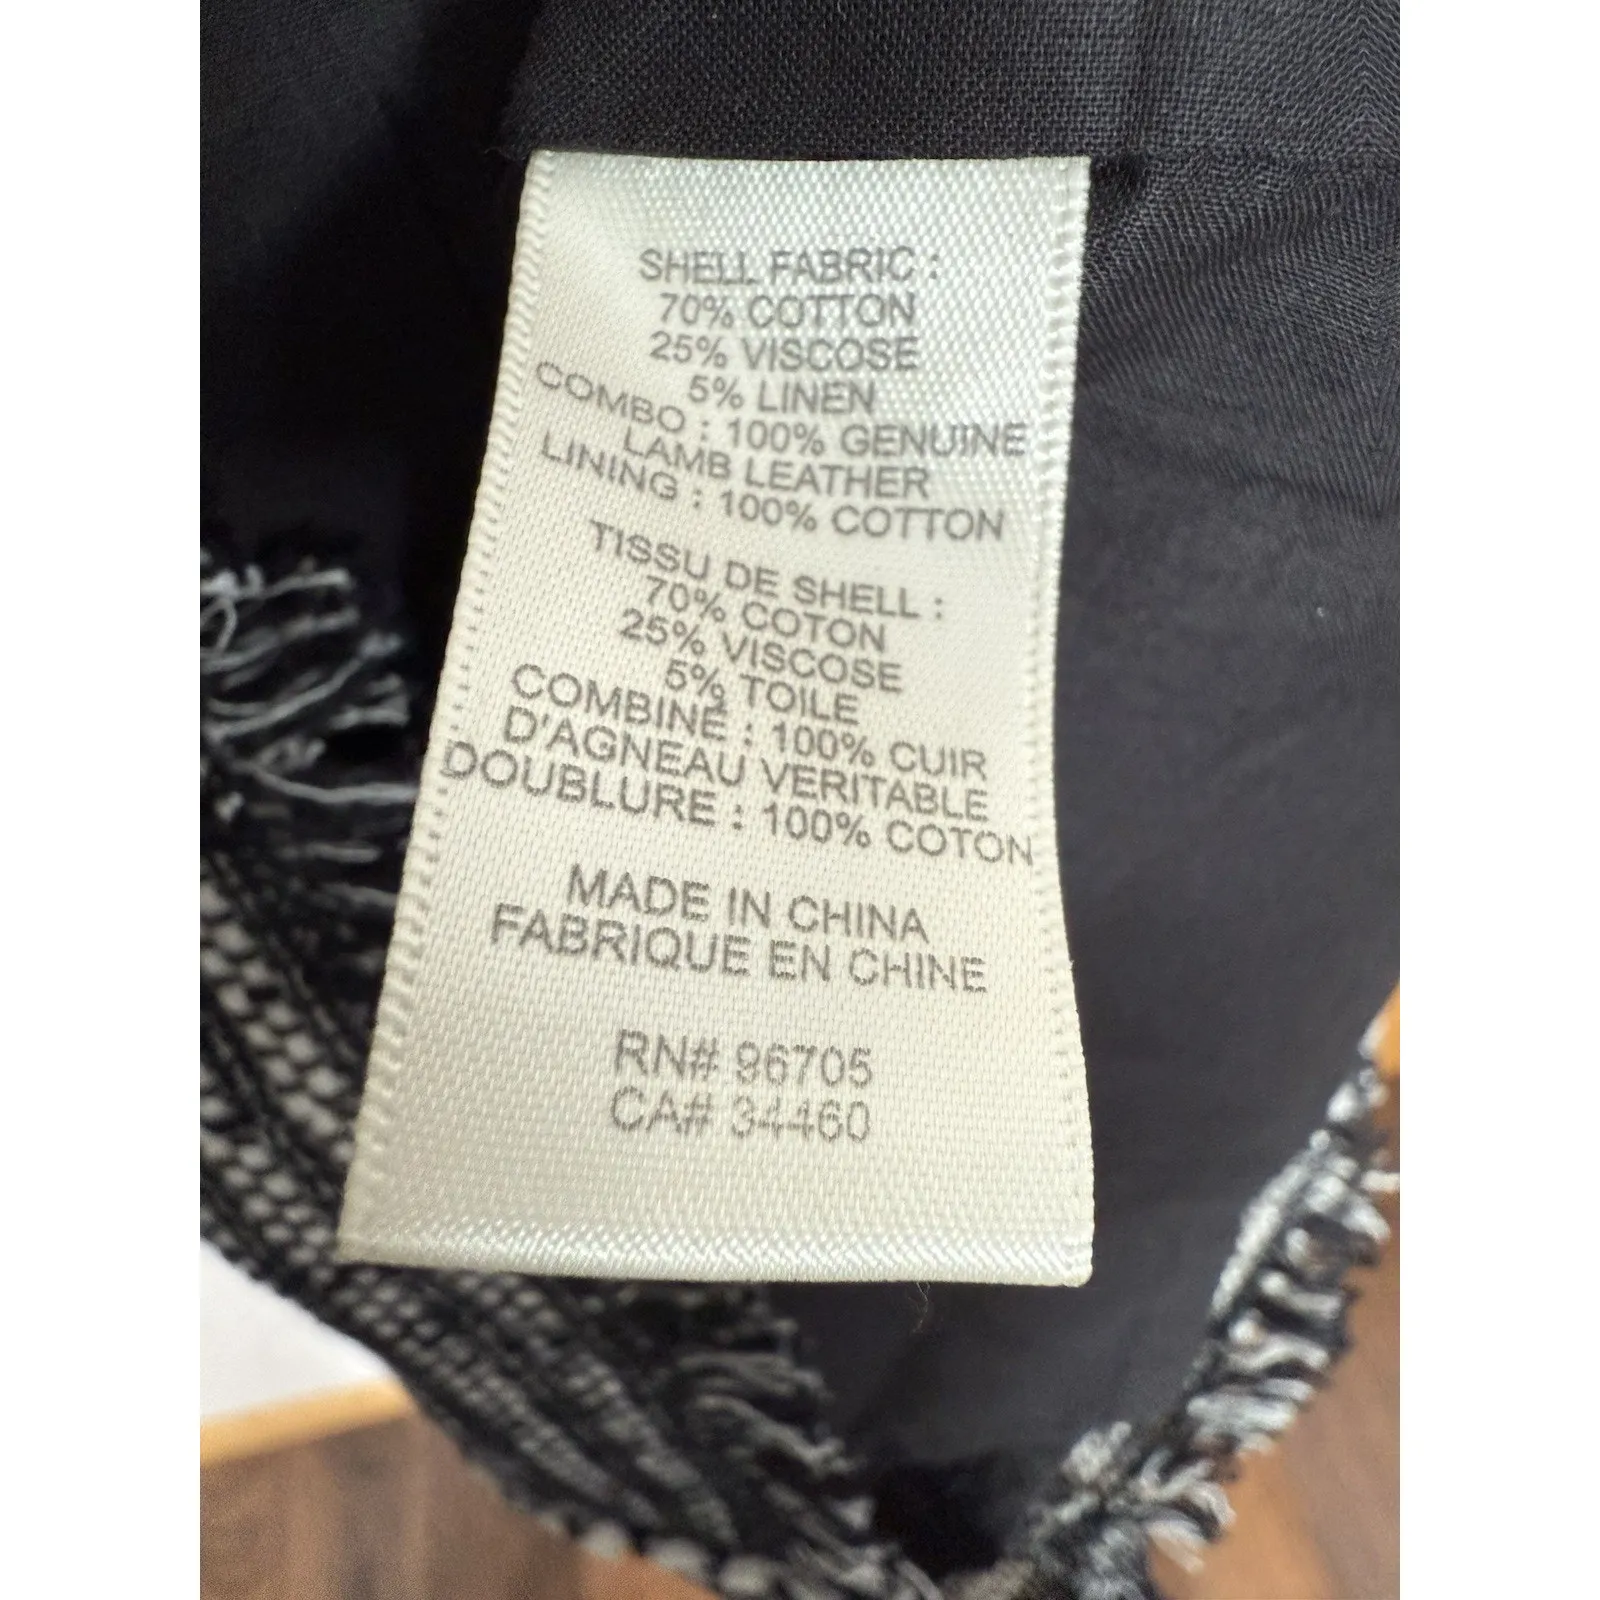 SHELL FABRIC :
70% COTTON
25% VISCOSE
5% LINEN
COMBO : 100% GENUINE
LAMB LEATHER
LINING : 100% COTTON
TISSU DE SHELL :
70% COTON
25% VISCOSE
5% TOILE
COMBINÉ : 100% CUIR
D'AGNEAU VERITABLE
DOUBLURE : 100% COTON
MADE IN CHINA
FABRIQUE EN CHINE
RN# 96705
CA# 34460